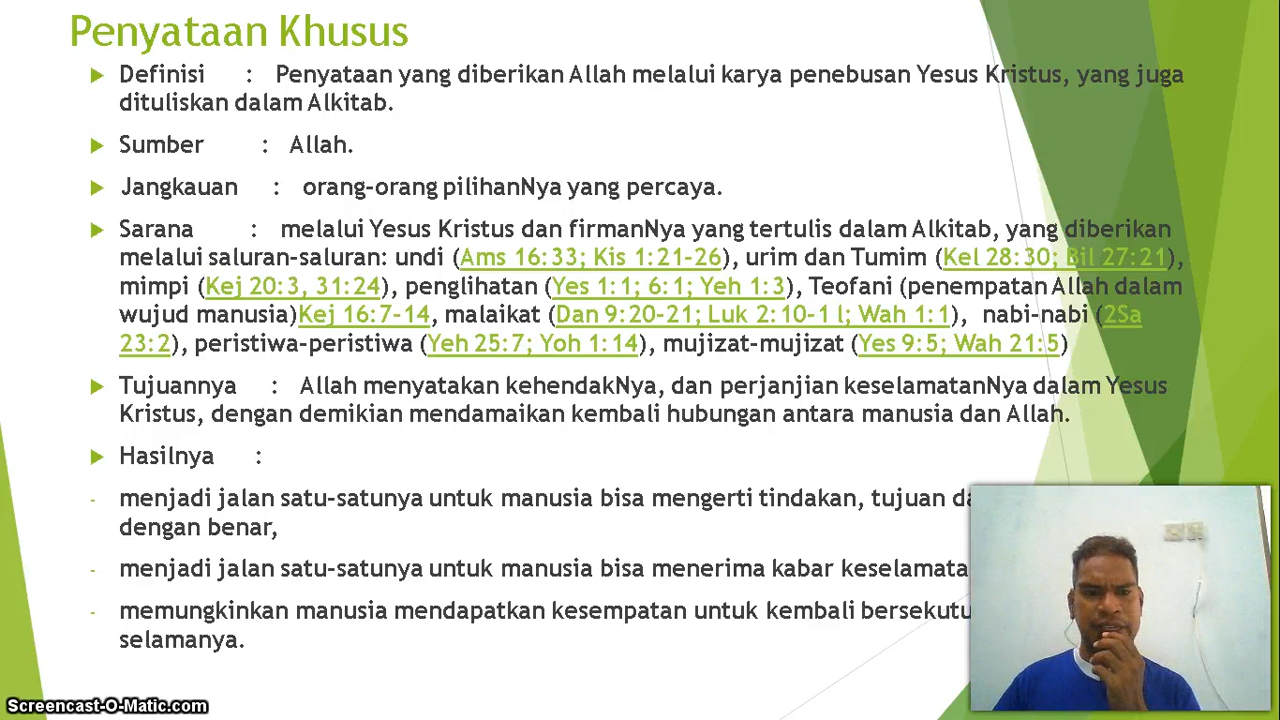 Penyataan Khusus
Definisi : Penyataan yang diberikan Allah melalui karya penebusan Yesus Kristus, yang juga
dituliskan dalam Alkitab.
Sumber : Allah.
Jangkauan : orang-orang pilihanNya yang percaya.
Sarana : melalui Yesus Kristus dan firmanNya yang tertulis dalam Alkitab, yang diberikan
melalui saluran-saluran: undi (Ams 16:33; Kis 1:21-26), urim dan Tumim (Kel 28:30; Bil 27:21),
mimpi (Kej 20:3, 31:24), penglihatan (Yes 1:1; 6:1; Yeh 1:3), Teofani (penempatan Allah dalam
wujud manusia)Kej 16:7-14, malaikat (Dan 9:20-21; Luk 2:10-1 l; Wah 1:1), nabi-nabi (2Sa
23:2), peristiwa-peristiwa (Yeh 25:7; Yoh 1:14), mujizat-mujizat (Yes 9:5; Wah 21:5)
Tujuannya : Allah menyatakan kehendakNya, dan perjanjian keselamatanNya dalam Yesus
Kristus, dengan demikian mendamaikan kembali hubungan antara manusia dan Allah.
Hasilnya :
- menjadi jalan satu-satunya untuk manusia bisa mengerti tindakan, tujuan
dengan benar,
- menjadi jalan satu-satunya untuk manusia bisa menerima kabar
- memungkinkan manusia mendapatkan kesempatan untuk kembali
selamanya.
Screencast-O-Matic.com